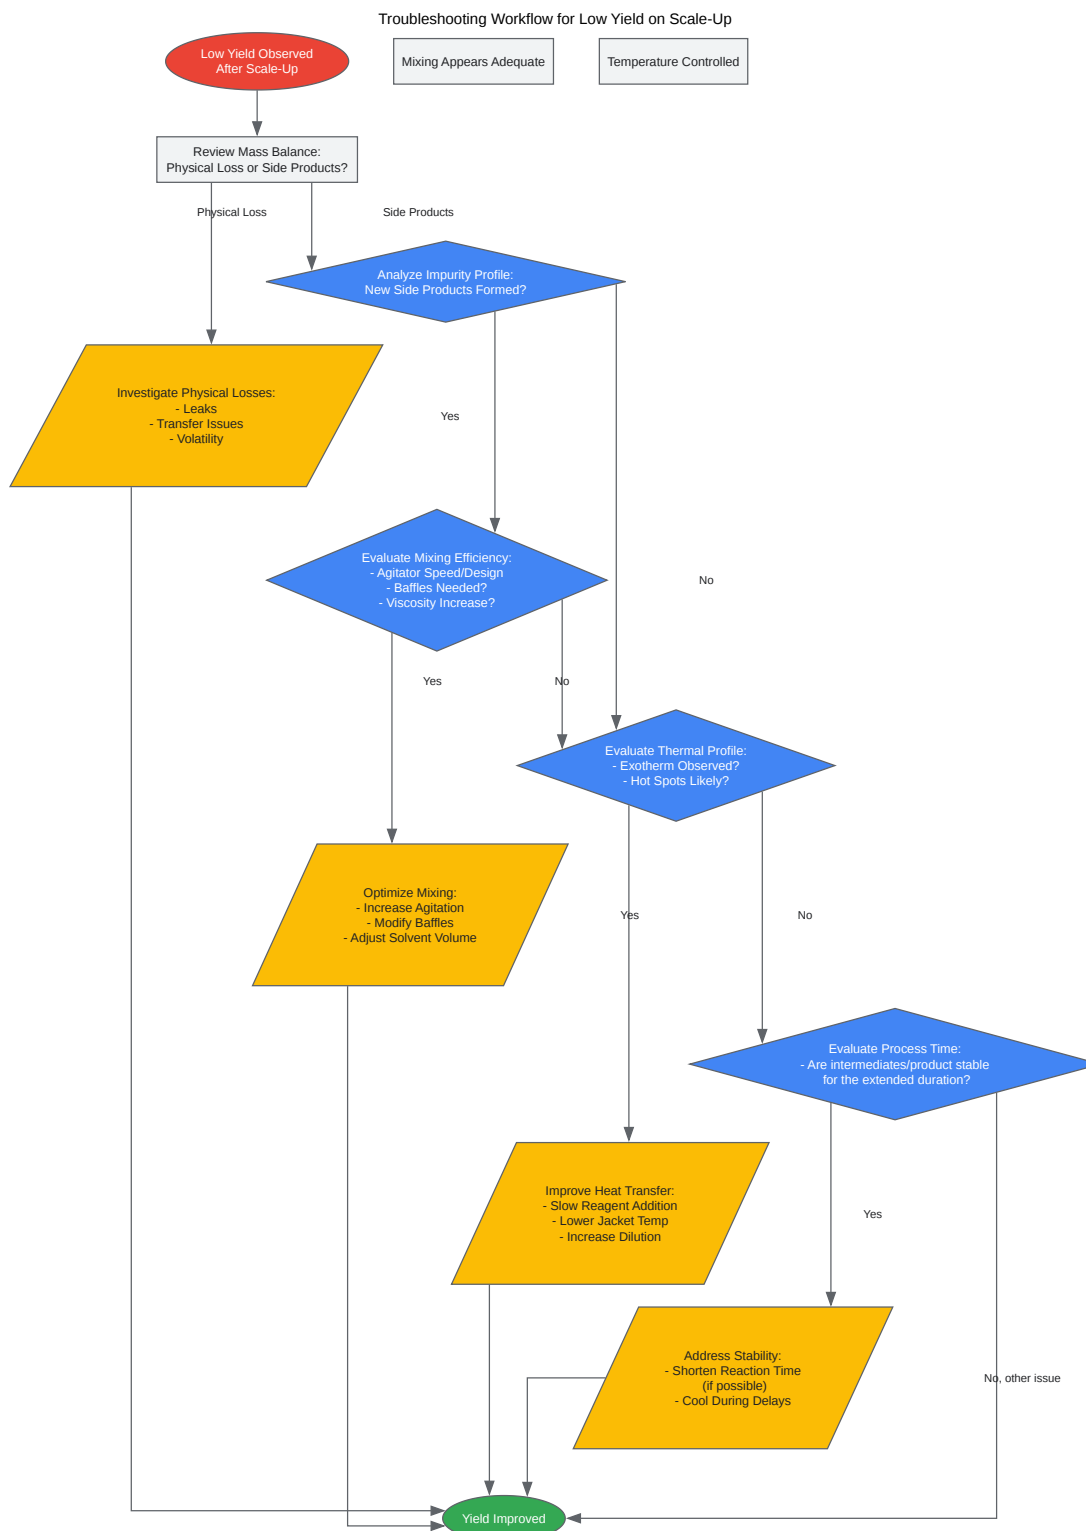 Troubleshooting Workflow for Low Yield on Scale-Up
Low Yield Observed
After Scale-Up
Mixing Appears Adequate
Temperature Controlled
Review Mass Balance:
Physical Loss or Side Products?
Physical Loss
Side Products
Analyze Impurity Profile:
New Side Products Formed?
Investigate Physical Losses:
- Leaks
- Transfer Issues
- Volatility
Yes
Evaluate Mixing Efficiency:
- Agitator Speed/Design
- Baffles Needed?
- Viscosity Increase?
No
Yes
No
Evaluate Thermal Profile:
- Exotherm Observed?
- Hot Spots Likely?
Optimize Mixing:
- Increase Agitation
- Modify Baffles
- Adjust Solvent Volume
Yes
No
Evaluate Process Time:
- Are intermediates/product stable
for the extended duration?
Improve Heat Transfer:
- Slow Reagent Addition
- Lower Jacket Temp
- Increase Dilution
Yes
Address Stability:
- Shorten Reaction Time
(if possible)
- Cool During Delays
No, other issue
Yield Improved